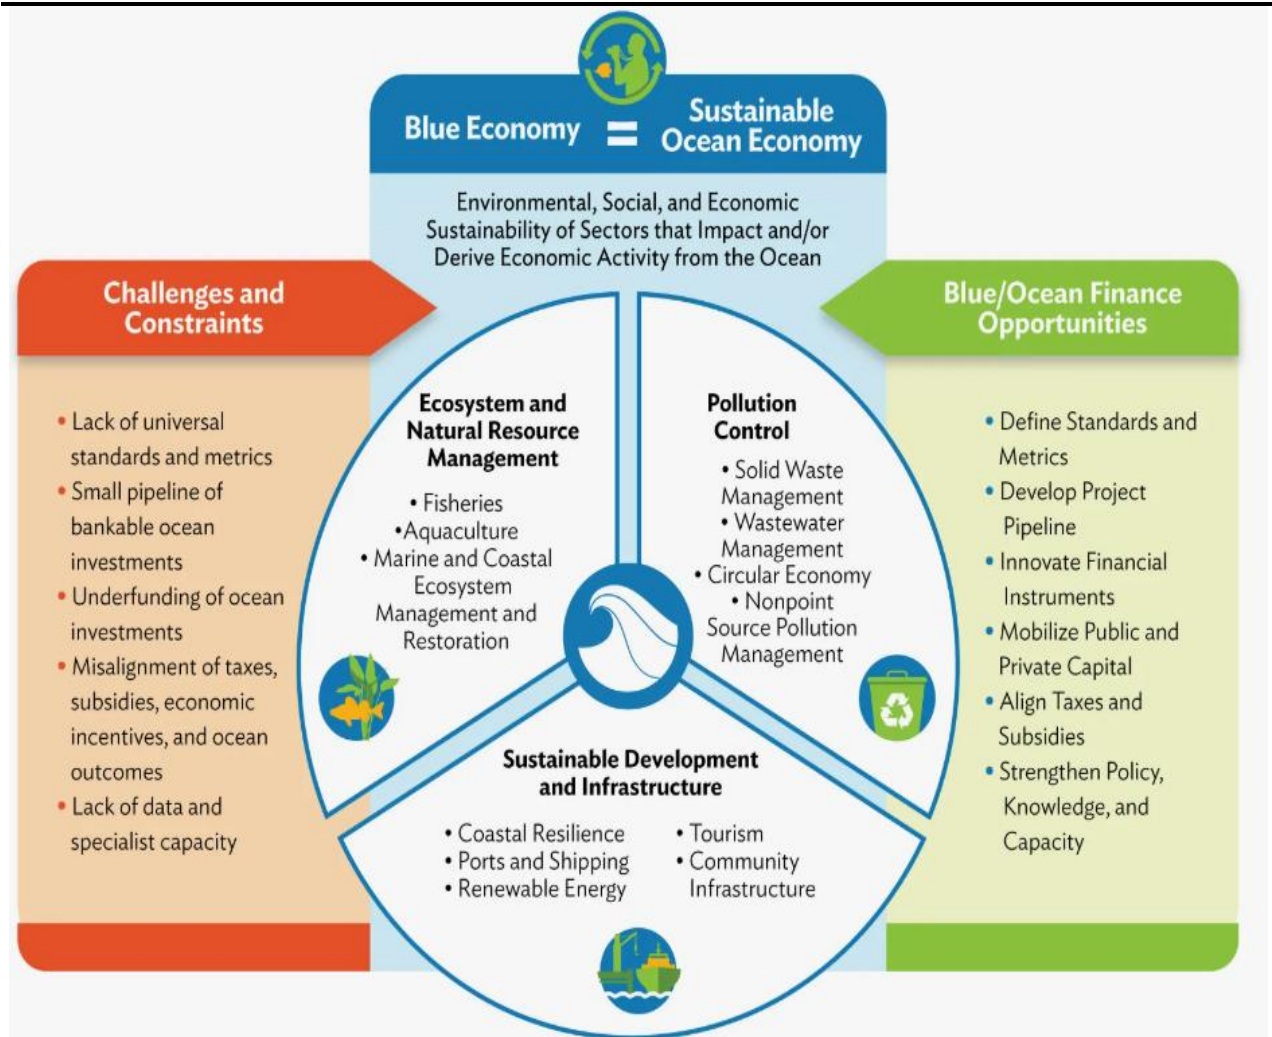 Blue Economy = Sustainable
Ocean Economy
Environmental, Social, and Economic
Sustainability of Sectors that Impact and/or
Derive Economic Activity from the Ocean
Challenges and
Constraints
• Lack of universal
standards and metrics
• Small pipeline of
bankable ocean
investments
• Underfunding of ocean
investments
• Misalignment of taxes,
subsidies, economic
incentives, and ocean
outcomes
• Lack of data and
specialist capacity
Ecosystem and
Natural Resource
Management
• Fisheries
•Aquaculture
• Marine and Coastal
Ecosystem
Management and
Restoration
Pollution
Control
• Solid Waste
Management
• Wastewater
Management
• Circular Economy
• Nonpoint
Source Pollution
Management
Sustainable Development
and Infrastructure
• Coastal Resilience
• Ports and Shipping
• Renewable Energy
• Tourism
• Community
Infrastructure
Blue/Ocean Finance
Opportunities
• Define Standards and
Metrics
• Develop Project
Pipeline
• Innovate Financial
Instruments
• Mobilize Public and
Private Capital
• Align Taxes and
Subsidies
• Strengthen Policy,
Knowledge, and
Capacity